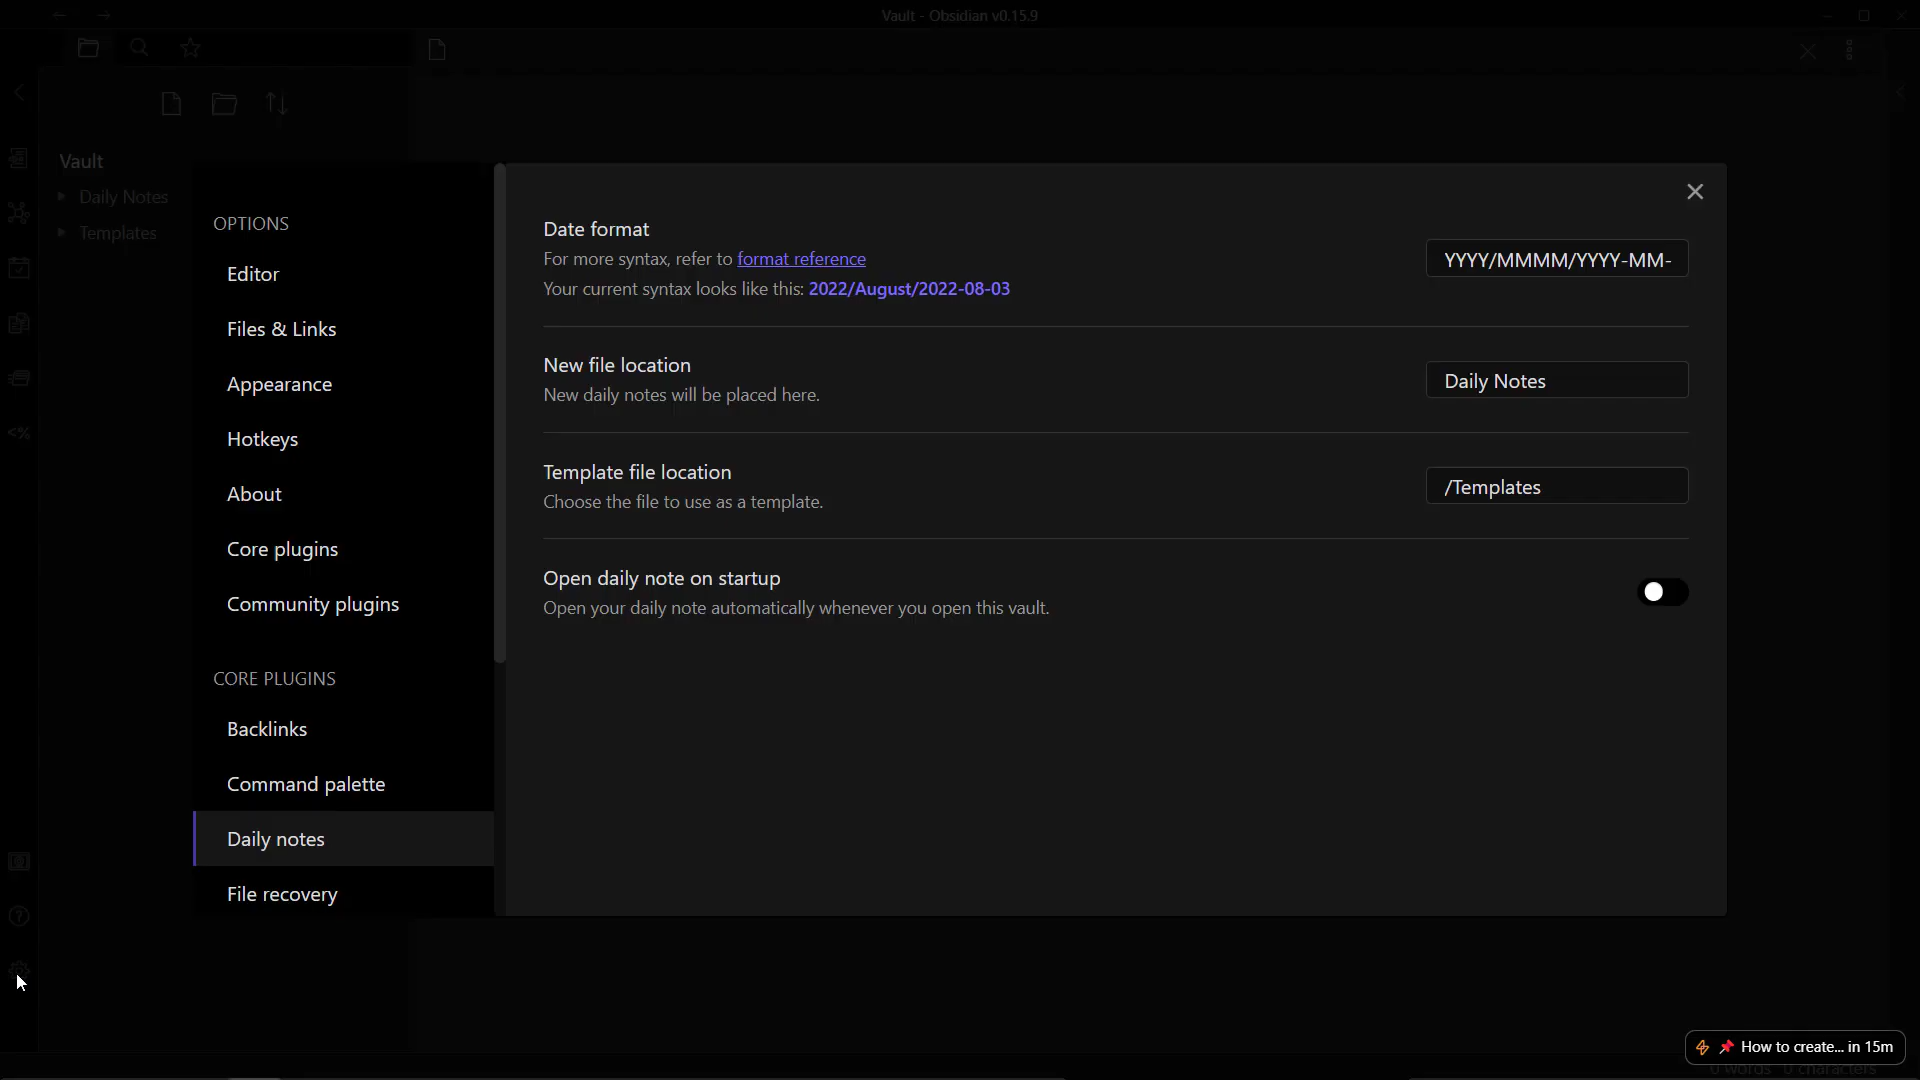 Vault - Obsidian v0.15.9
Vault
Daily Notes
Templates
OPTIONS
Editor
Files & Links
Appearance
Hotkeys
About
Core plugins
Community plugins
CORE PLUGINS
Backlinks
Command palette
Daily notes
File recovery
Date format
For more syntax, refer to format reference
Your current syntax looks like this: 2022/August/2022-08-03
YYYY/MMMM/YYYY-MM-
New file location
New daily notes will be placed here.
Daily Notes
Template file location
Choose the file to use as a template.
/Templates
Open daily note on startup
Open your daily note automatically whenever you open this vault.
How to create... in 15m
0 words 0 characters